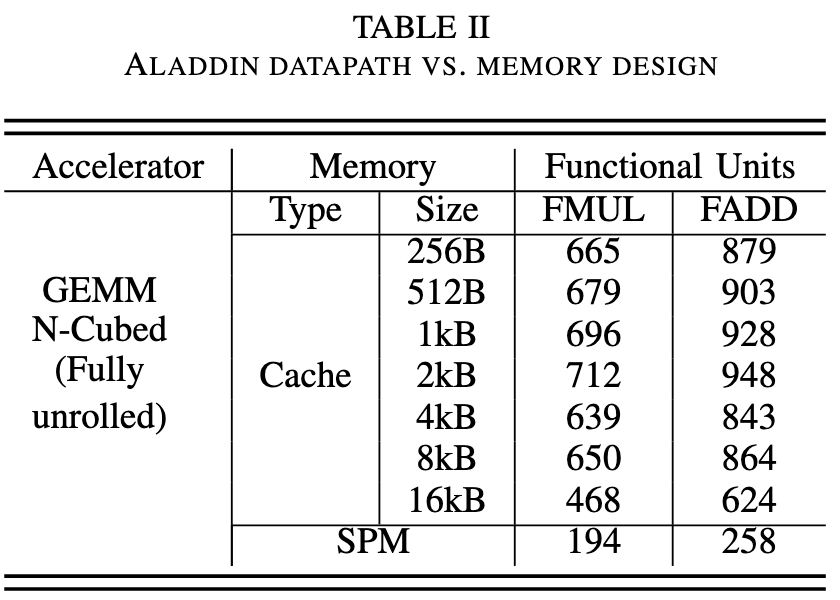 TABLE II
ALADDIN DATAPATH VS. MEMORY DESIGN
Accelerator Memory Functional Units
Type Size FMUL FADD
GEMM
N-Cubed
(Fully
unrolled)
Cache
256B 665 879
512B 679 903
1kB 696 928
2kB 712 948
4kB 639 843
8kB 650 864
16kB 468 624
SPM 194 258